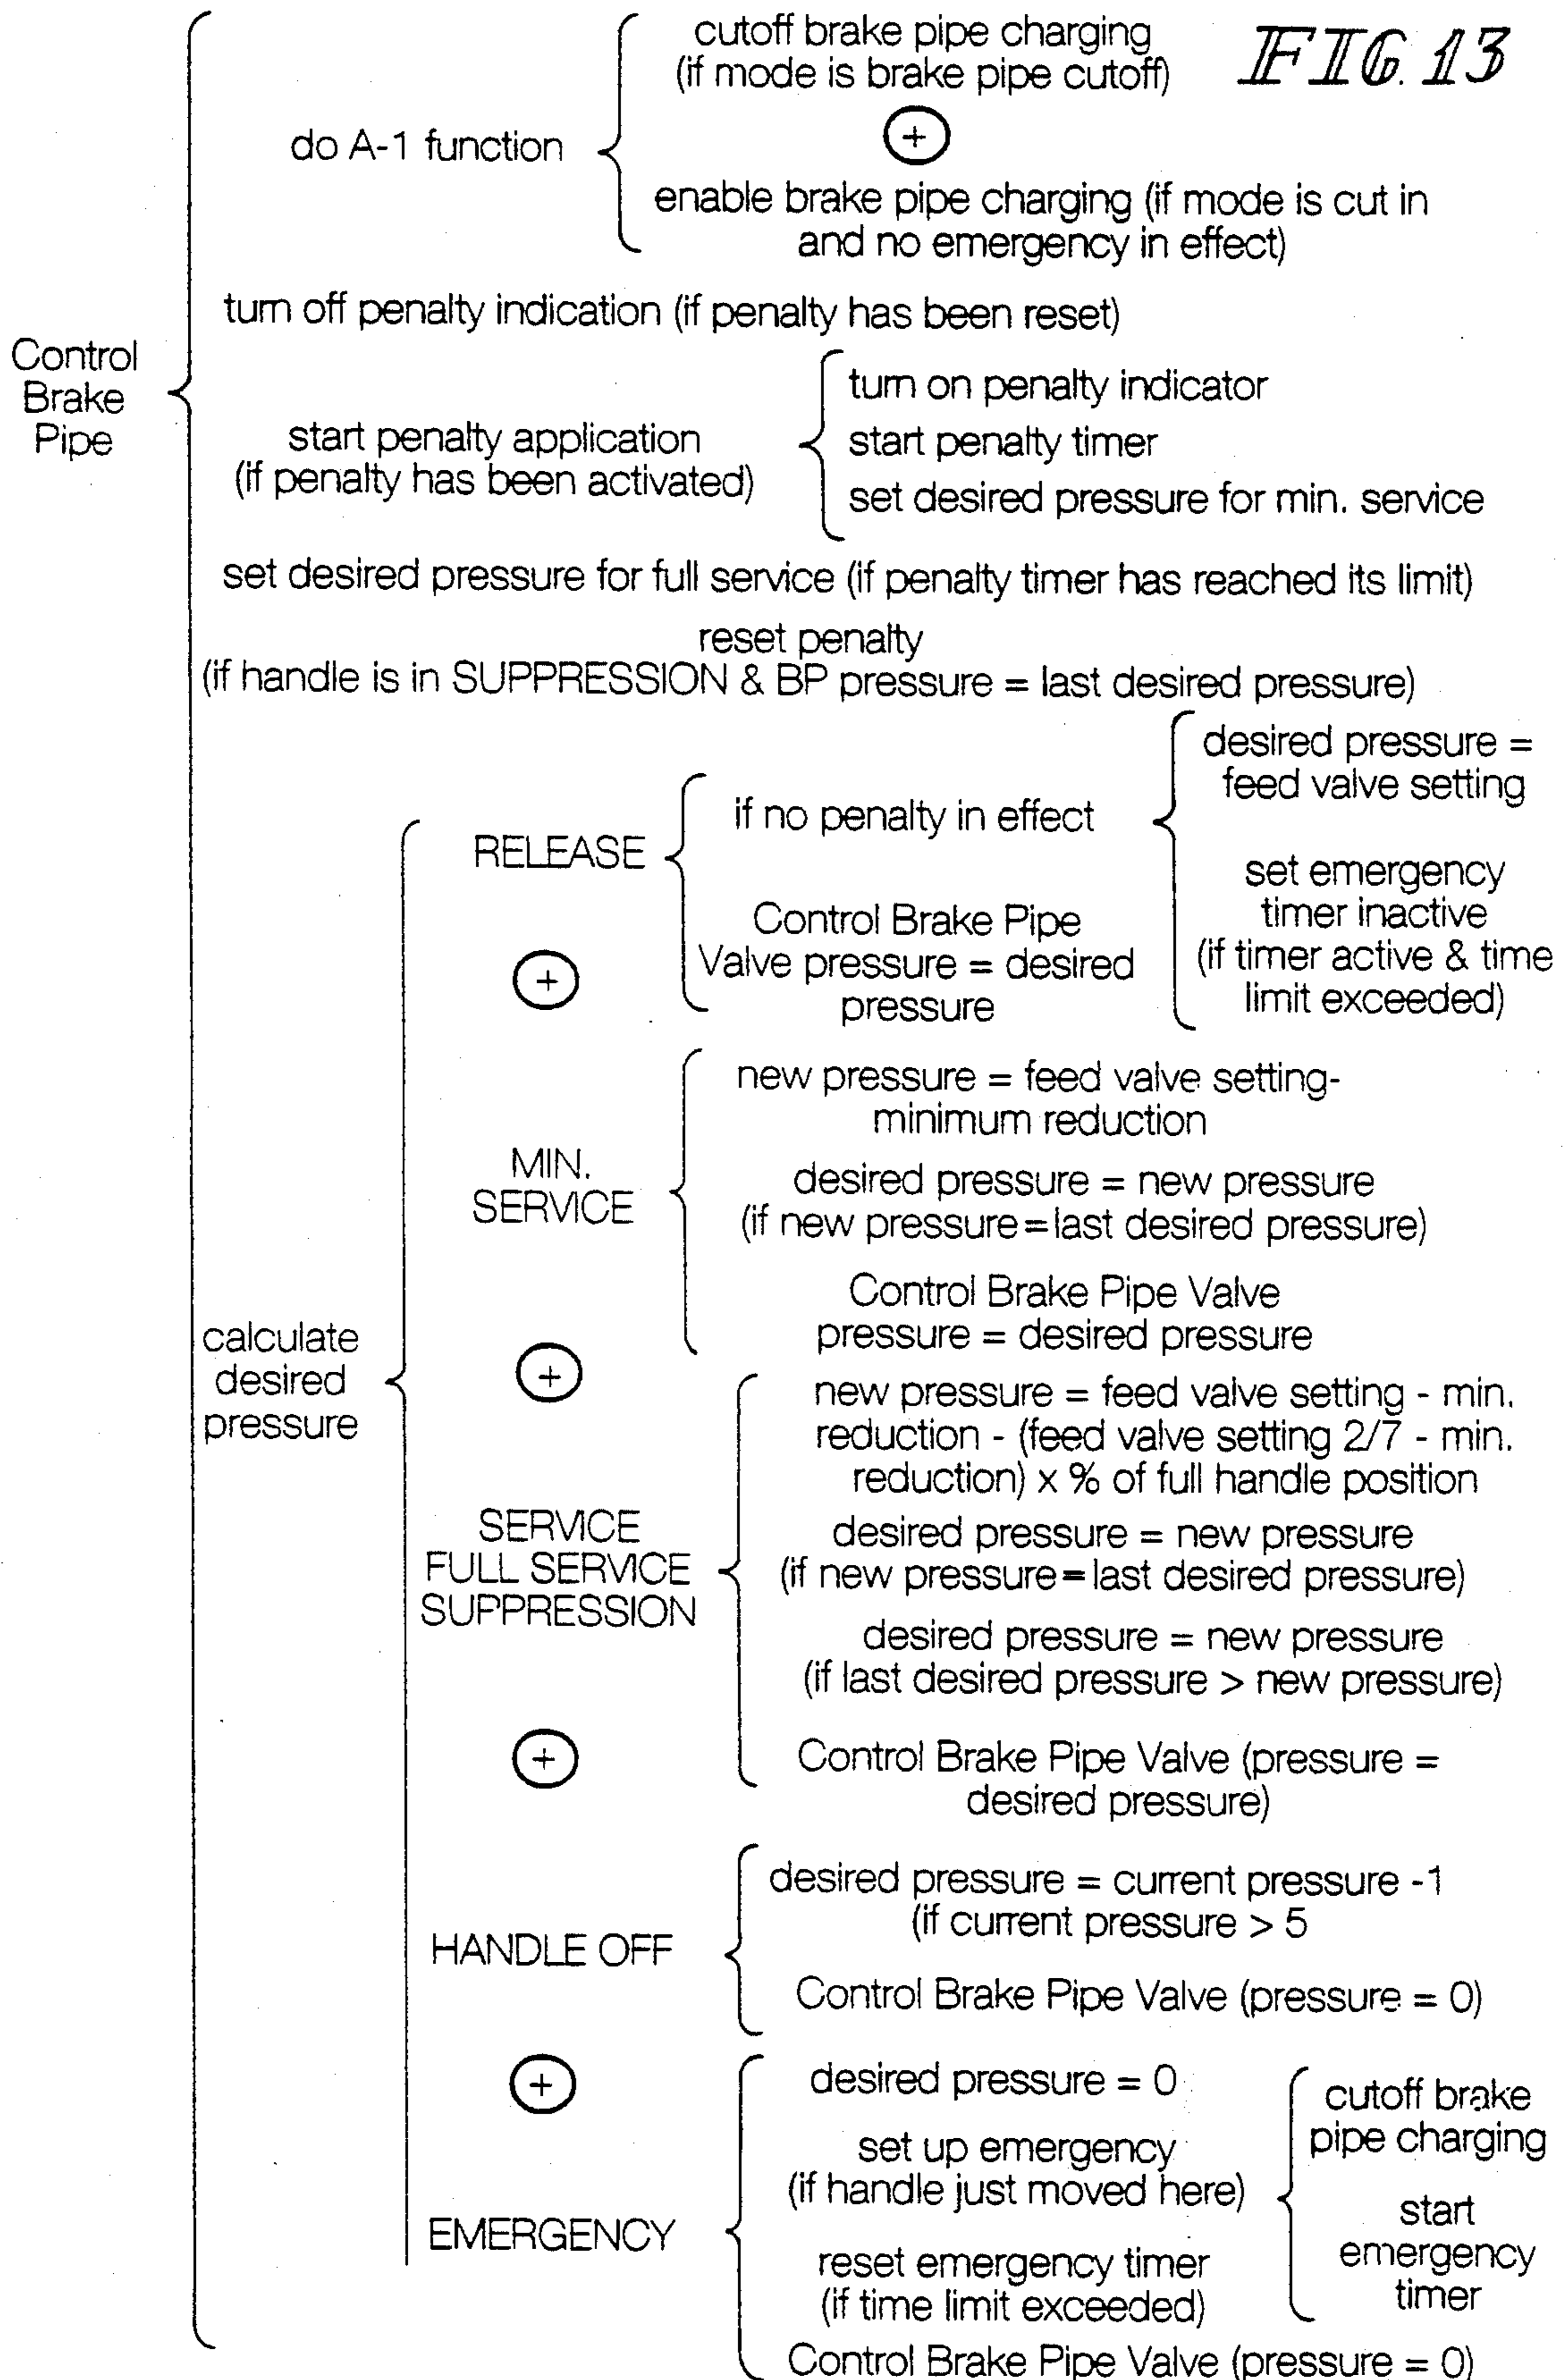 FIG. 13
Control
Brake
Pipe
do A-1 function
cutoff brake pipe charging
(if mode is brake pipe cutoff)
+
enable brake pipe charging (if mode is cut in
and no emergency in effect)
turn off penalty indication (if penalty has been reset)
start penalty application
(if penalty has been activated)
turn on penalty indicator
start penalty timer
set desired pressure for min. service
set desired pressure for full service (if penalty timer has reached its limit)
reset penalty
(if handle is in SUPPRESSION & BP pressure = last desired pressure)
calculate
desired
pressure
RELEASE
if no penalty in effect
desired pressure =
feed valve setting
set emergency
timer inactive
(if timer active & time
limit exceeded)
Control Brake Pipe
Valve pressure = desired
pressure
+
MIN.
SERVICE
new pressure = feed valve setting-
minimum reduction
desired pressure = new pressure
(if new pressure=last desired pressure)
Control Brake Pipe Valve
pressure = desired pressure
+
SERVICE
FULL SERVICE
SUPPRESSION
new pressure = feed valve setting - min.
reduction - (feed valve setting 2/7 - min.
reduction) x % of full handle position
desired pressure = new pressure
(if new pressure=last desired pressure)
desired pressure = new pressure
(if last desired pressure > new pressure)
Control Brake Pipe Valve (pressure =
desired pressure)
+
HANDLE OFF
desired pressure = current pressure -1
(if current pressure > 5
Control Brake Pipe Valve (pressure = 0)
+
EMERGENCY
desired pressure = 0
set up emergency
(if handle just moved here)
cutoff brake
pipe charging
start
emergency
timer
reset emergency timer
(if time limit exceeded)
Control Brake Pipe Valve (pressure = 0)